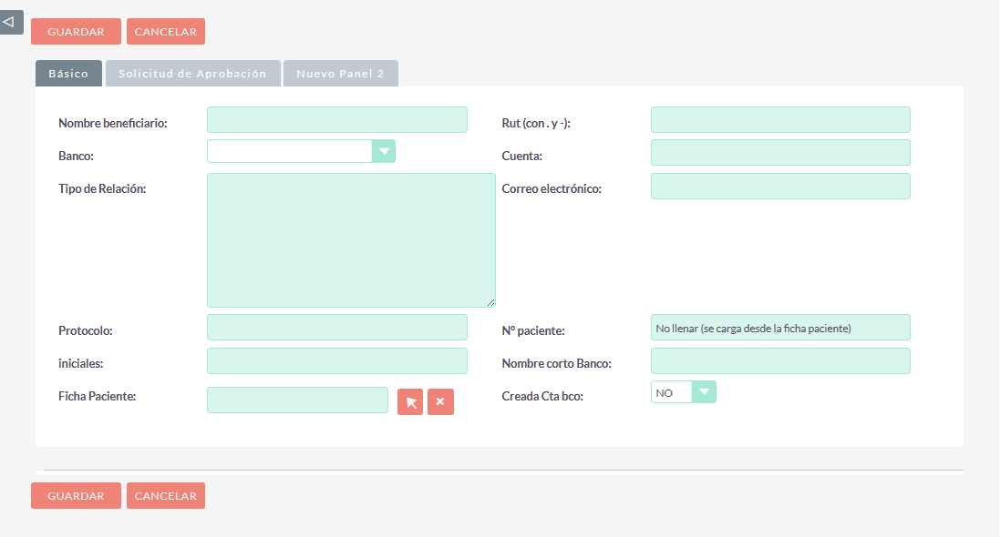 GUARDAR CANCELAR
Básico Solicitud de Aprobación Nuevo Panel 2
Nombre beneficiario: Rut (con . y -):
Banco: Cuenta:
Tipo de Relación: Correo electrónico:
Protocolo: Nº paciente: No llenar (se carga desde la ficha paciente)
iniciales: Nombre corto Banco:
Ficha Paciente: Creada Cta bco: NO
GUARDAR CANCELAR